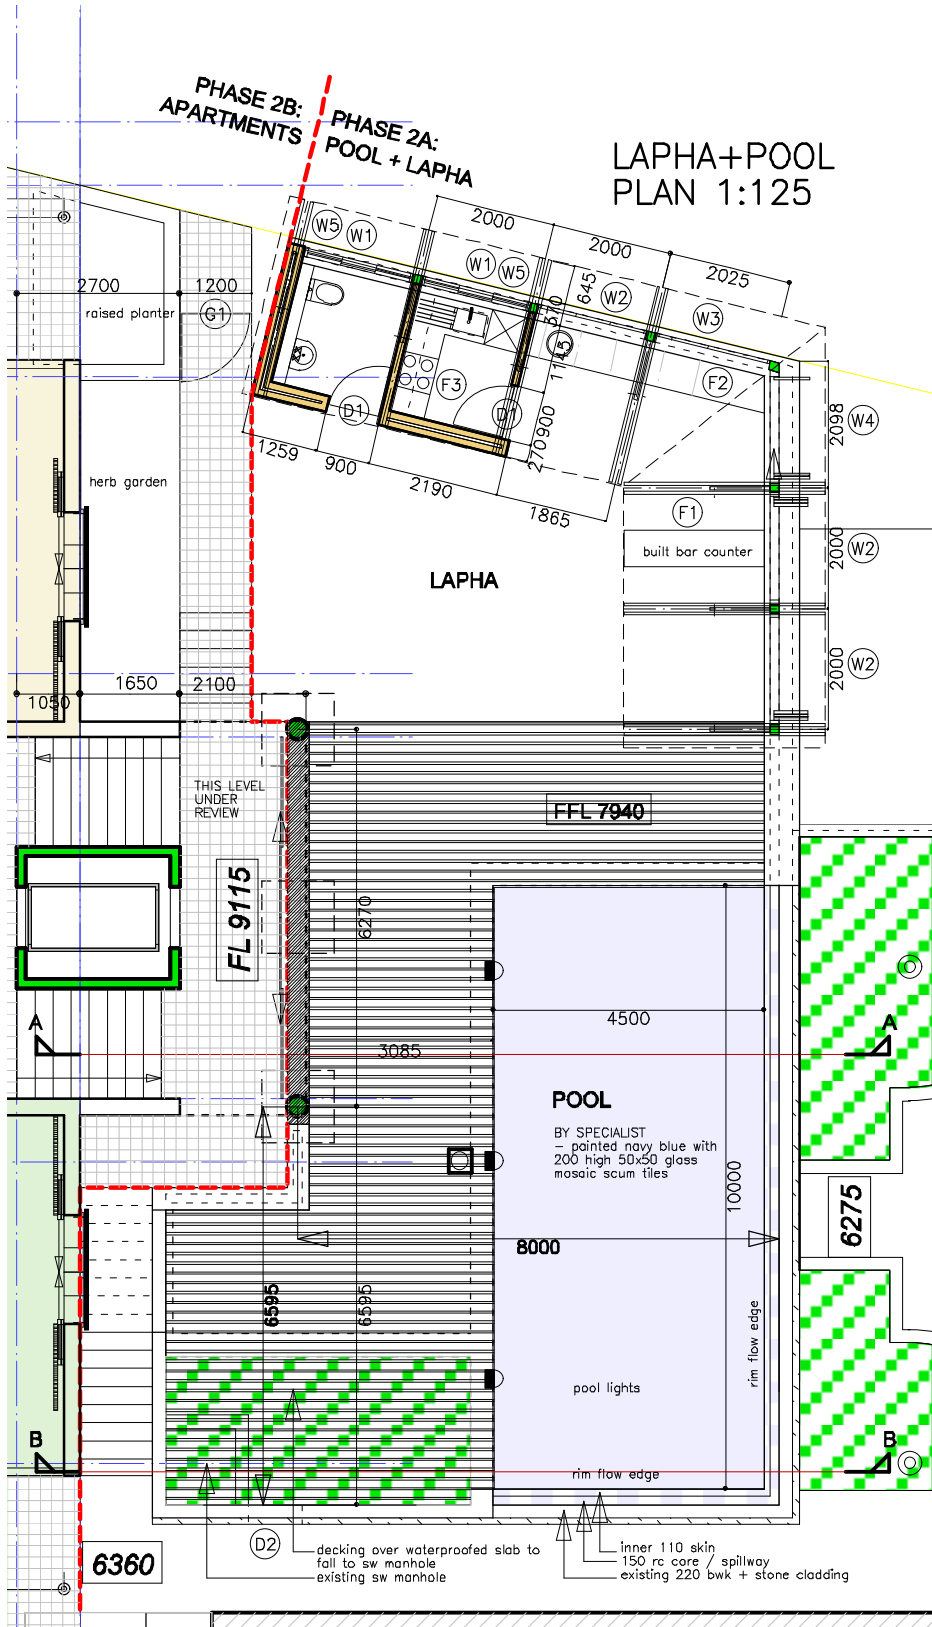 PHASE 2B:
APARTMENTS
PHASE 2A:
POOL + LAPHA
LAPHA+POOL
PLAN 1:125
2000
2000
2025
W5
W1
W1
W5
645
W2
W3
2700
1200
raised planter
G1
570
1145
F3
F2
D1
D1
2098
W4
1259
900
2190
1865
270
900
herb garden
F1
built bar counter
2000
W2
LAPHA
2000
W2
1050
1650
2100
THIS LEVEL
UNDER
REVIEW
FFL 7940
FL 9115
6270
4500
A
A
3085
POOL
BY SPECIALIST
- painted navy blue with
200 high 50x50 glass
mosaic scum tiles
10000
6275
8000
6595
6595
rim flow edge
pool lights
B
B
rim flow edge
D2
6360
decking over waterproofed slab to
fall to sw manhole
existing sw manhole
inner 110 skin
150 rc core / spillway
existing 220 bwk + stone cladding